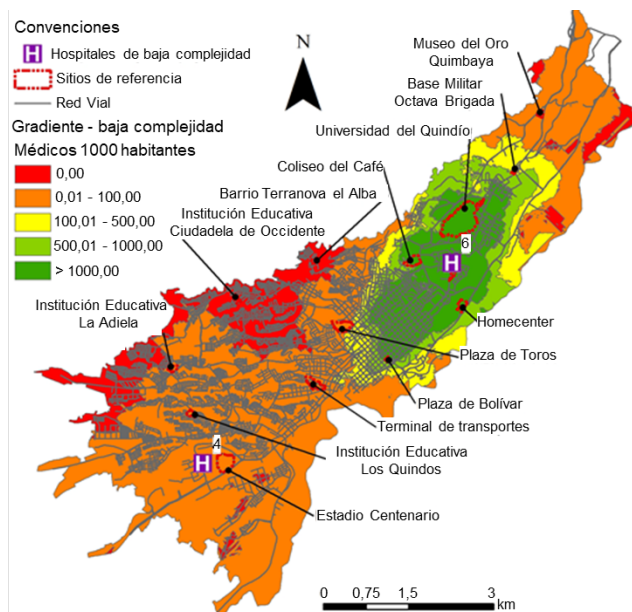 Convenciones
H Hospitales de baja complejidad
Sitios de referencia
Red Vial
Gradiente - baja complejidad
Médicos 1000 habitantes
0,00
0,01 - 100,00
100,01 - 500,00
500,01 - 1000,00
> 1000,00
N
Museo del Oro
Quimbaya
Base Militar
Octava Brigada
Universidad del Quindío
Coliseo del Café
Barrio Terranova el Alba
Institución Educativa
Ciudadela de Occidente
6
H
Institución Educativa
La Adiela
Homecenter
Plaza de Toros
Plaza de Bolívar
Terminal de transportes
4
H
Institución Educativa
Los Quindos
Estadio Centenario
0 0,75 1,5 3
km